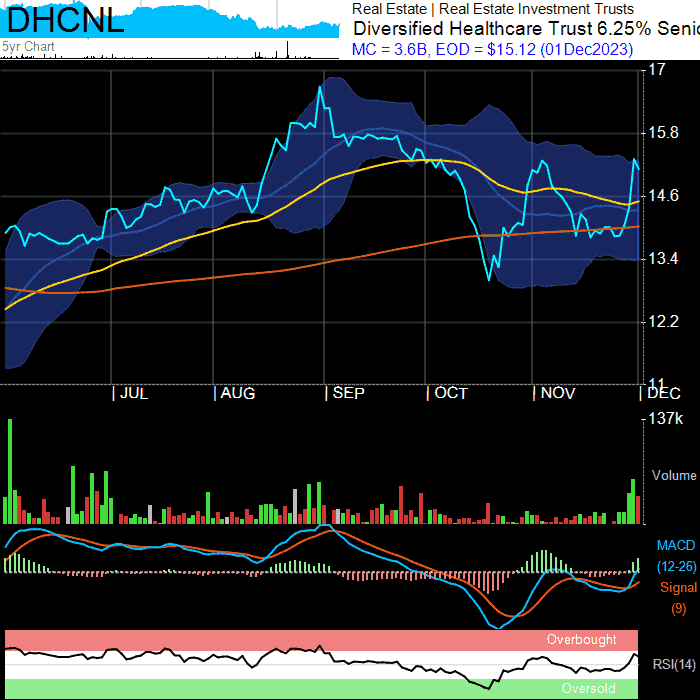 DHCNL
5yr Chart
Real Estate | Real Estate Investment Trusts
Diversified Healthcare Trust 6.25% Senic
MC = 3.6B, EOD = $15.12 (01Dec2023)
17
15.8
14.6
13.4
12.2
11
JUL
AUG
SEP
OCT
NOV
DEC
137k
Volume
MACD
(12-26)
Signal
(9)
Overbought
RSI(14)
Oversold